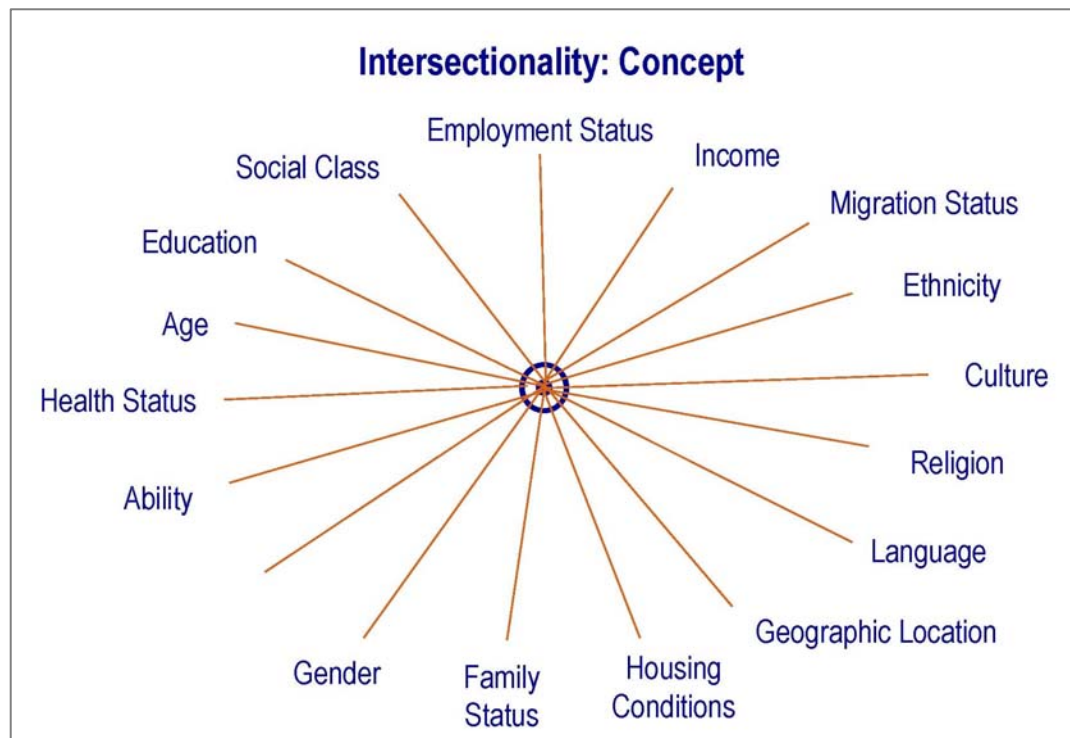 Intersectionality: Concept
Employment Status
Social Class
Income
Migration Status
Education
Ethnicity
Age
Culture
Health Status
Religion
Ability
Language
Geographic Location
Gender
Family
Status
Housing
Conditions